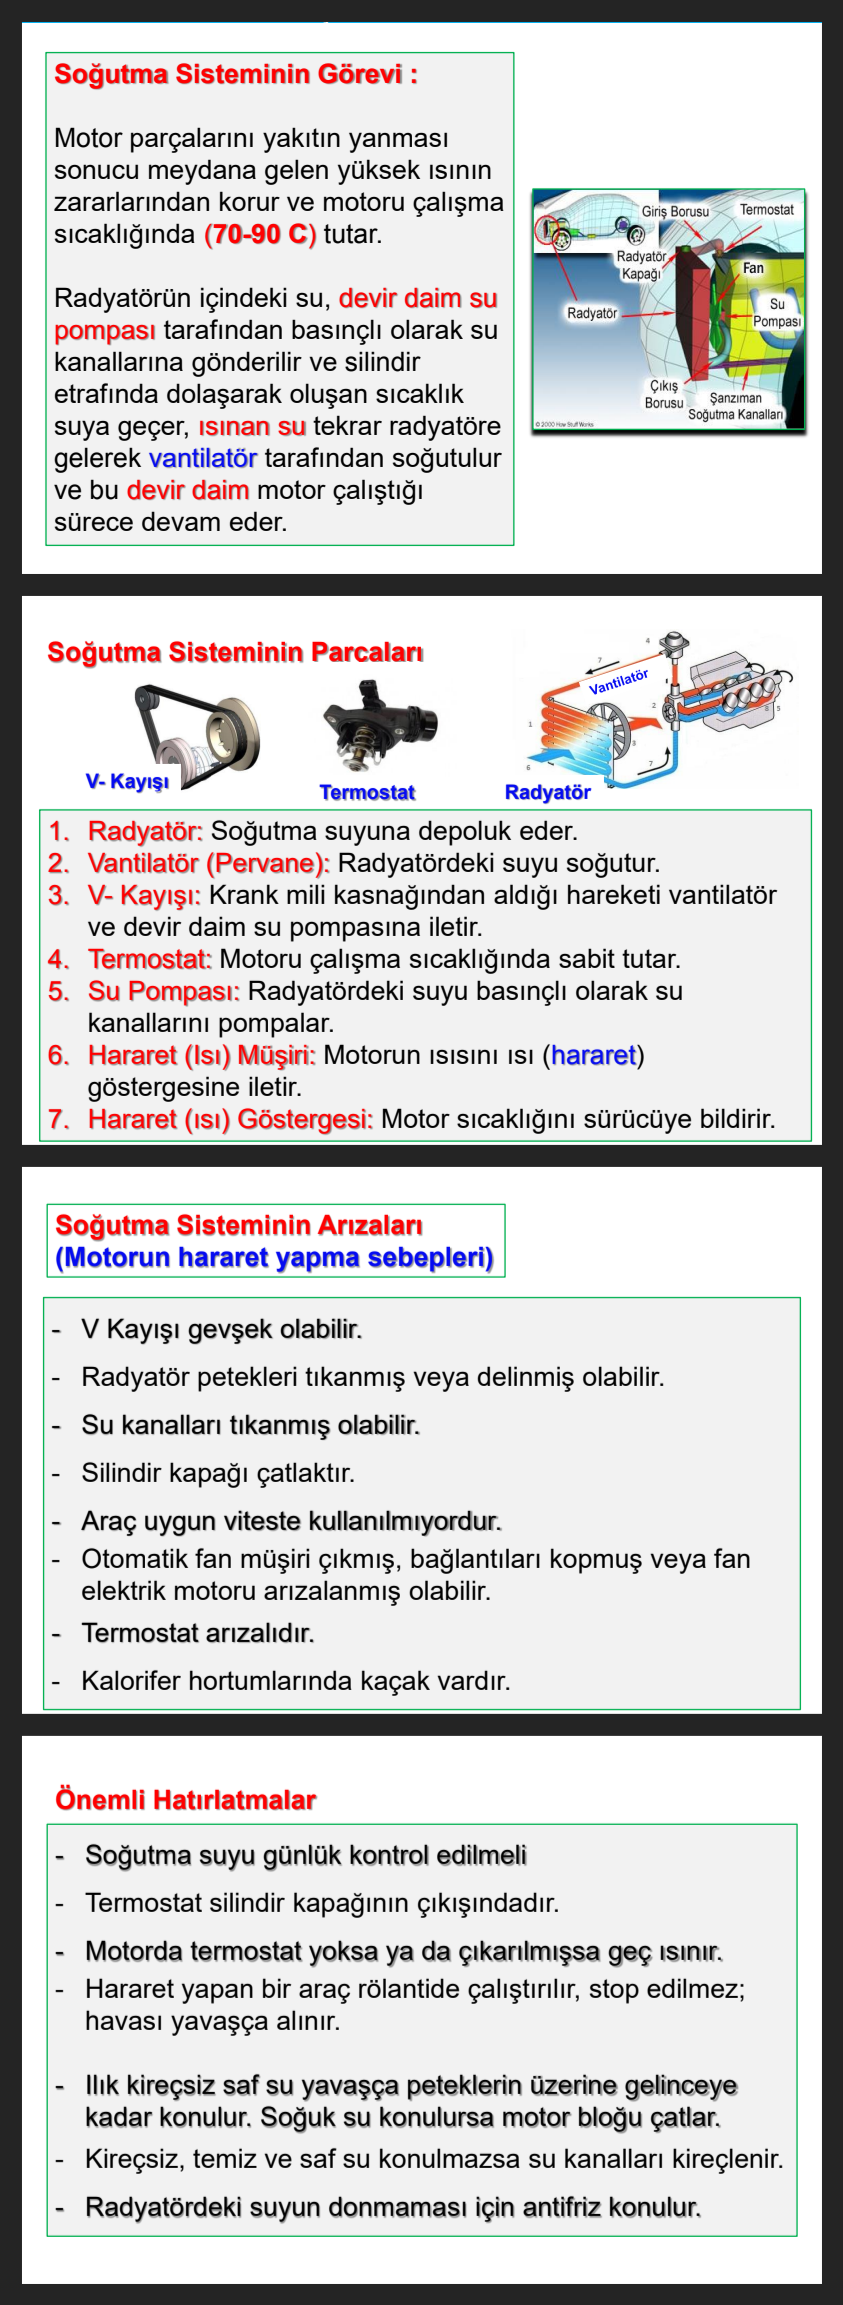 Soğutma Sisteminin Görevi :
Motor parçalarını yakıtın yanması
sonucu meydana gelen yüksek ısının
zararlarından korur ve motoru çalışma
sıcaklığında (70-90 C) tutar.
Radyatörün içindeki su, devir daim su
pompası tarafından basınçlı olarak su
kanallarına gönderilir ve silindir
etrafında dolaşarak oluşan sıcaklık
suya geçer, ısınan su tekrar radyatöre
gelerek vantilatör tarafından soğutulur
ve bu devir daim motor çalıştığı
sürece devam eder.
Giriş Borusu
Termostat
Radyatör
Kapağı
Fan
Radyatör
Su
Pompası
Çıkış
Borusu
Şanzıman
Soğutma Kanalları
© 2000 How Stuff Works
Soğutma Sisteminin Parcaları
4
7
Vantilatör
1
2
3
8 5
6
7
V- Kayışı
Termostat
Radyatör
1. Radyatör: Soğutma suyuna depoluk eder.
2. Vantilatör (Pervane): Radyatördeki suyu soğutur.
3. V- Kayışı: Krank mili kasnağından aldığı hareketi vantilatör
ve devir daim su pompasına iletir.
4. Termostat: Motoru çalışma sıcaklığında sabit tutar.
5. Su Pompası: Radyatördeki suyu basınçlı olarak su
kanallarını pompalar.
6. Hararet (Isı) Müşiri: Motorun ısısını ısı (hararet)
göstergesine iletir.
7. Hararet (ısı) Göstergesi: Motor sıcaklığını sürücüye bildirir.
Soğutma Sisteminin Arızaları
(Motorun hararet yapma sebepleri)
- V Kayışı gevşek olabilir.
- Radyatör petekleri tıkanmış veya delinmiş olabilir.
- Su kanalları tıkanmış olabilir.
- Silindir kapağı çatlaktır.
- Araç uygun viteste kullanılmıyordur.
- Otomatik fan müşiri çıkmış, bağlantıları kopmuş veya fan
elektrik motoru arızalanmış olabilir.
- Termostat arızalıdır.
- Kalorifer hortumlarında kaçak vardır.
Önemli Hatırlatmalar
- Soğutma suyu günlük kontrol edilmeli
- Termostat silindir kapağının çıkışındadır.
- Motorda termostat yoksa ya da çıkarılmışsa geç ısınır.
- Hararet yapan bir araç rölantide çalıştırılır, stop edilmez;
havası yavaşça alınır.
- Ilık kireçsiz saf su yavaşça peteklerin üzerine gelinceye
kadar konulur. Soğuk su konulursa motor bloğu çatlar.
- Kireçsiz, temiz ve saf su konulmazsa su kanalları kireçlenir.
- Radyatördeki suyun donmaması için antifriz konulur.